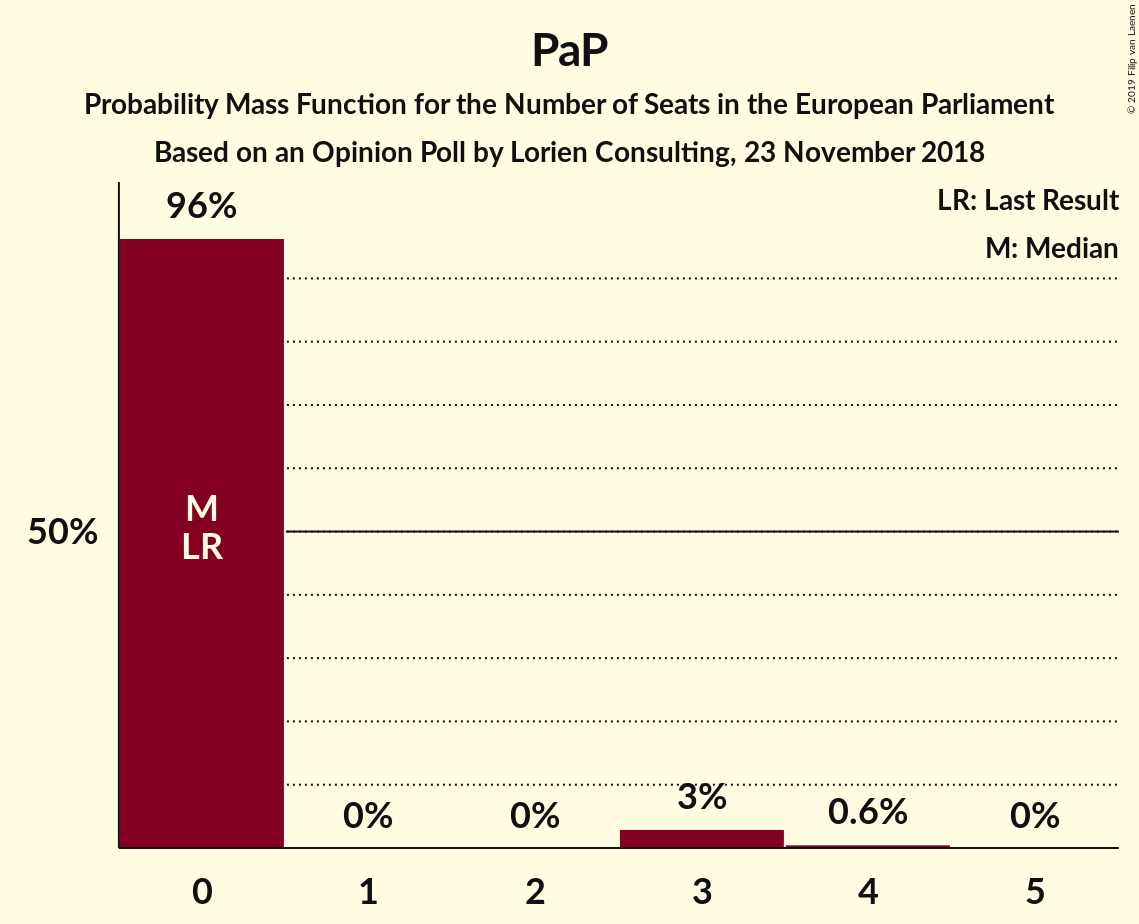 PaP
Probability Mass Function for the Number of Seats in the European Parliament
Based on an Opinion Poll by Lorien Consulting, 23 November 2018
© 2019 Filip van Laenen
LR: Last Result
M: Median
96%
M
LR
50%
0%
0%
3%
0.6%
0%
0
1
2
3
4
5